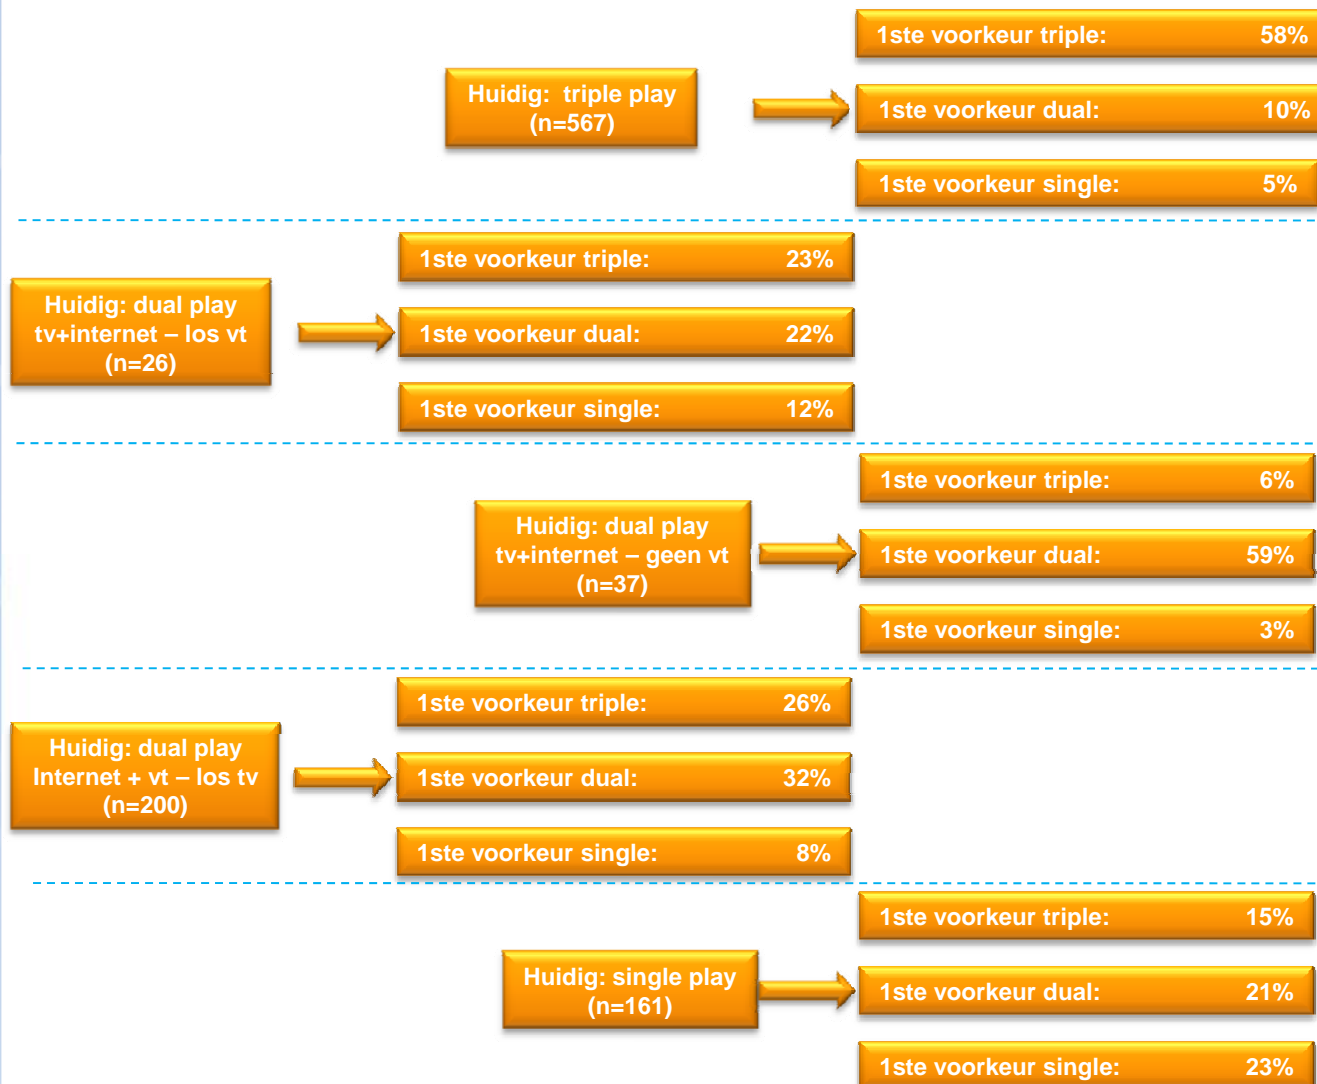 1ste voorkeur triple: 58%
Huidig: triple play
(n=567)
1ste voorkeur dual: 10%
1ste voorkeur single: 5%
1ste voorkeur triple: 23%
Huidig: dual play
tv+internet – los vt
(n=26)
1ste voorkeur dual: 22%
1ste voorkeur single: 12%
1ste voorkeur triple: 6%
Huidig: dual play
tv+internet – geen vt
(n=37)
1ste voorkeur dual: 59%
1ste voorkeur single: 3%
1ste voorkeur triple: 26%
Huidig: dual play
Internet + vt – los tv
(n=200)
1ste voorkeur dual: 32%
1ste voorkeur single: 8%
1ste voorkeur triple: 15%
Huidig: single play
(n=161)
1ste voorkeur dual: 21%
1ste voorkeur single: 23%